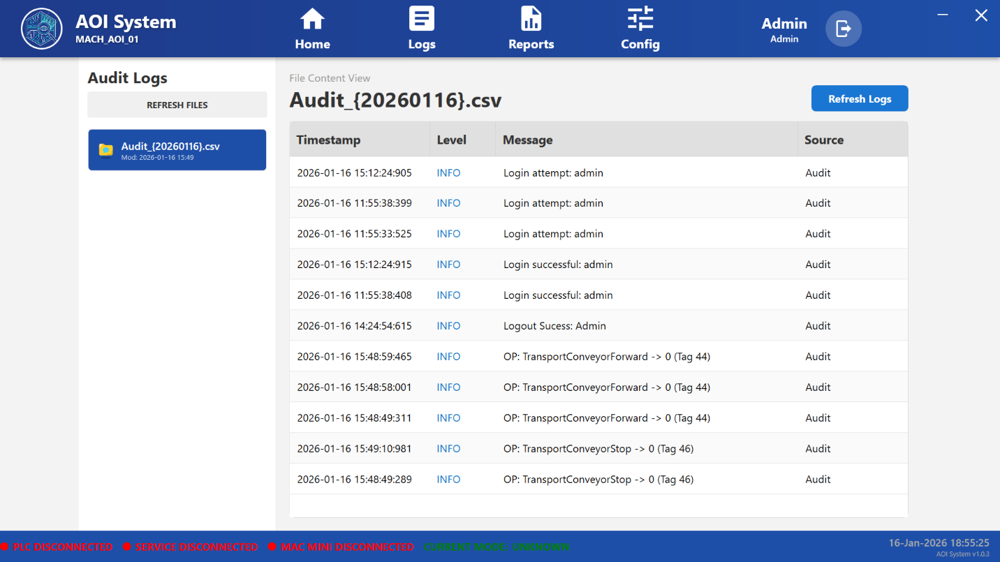 AOI System
MACH_AOI_01
Home
Logs
Reports
Config
Admin
Admin
Audit Logs
REFRESH FILES
Audit_{20260116}.csv
Mod: 2026-01-16 15:49
File Content View
Audit_{20260116}.csv
Refresh Logs
Timestamp Level Message Source
2026-01-16 15:12:24:905 INFO Login attempt: admin Audit
2026-01-16 11:55:38:399 INFO Login attempt: admin Audit
2026-01-16 11:55:33:525 INFO Login attempt: admin Audit
2026-01-16 15:12:24:915 INFO Login successful: admin Audit
2026-01-16 11:55:38:408 INFO Login successful: admin Audit
2026-01-16 14:24:54:615 INFO Logout Sucess: Admin Audit
2026-01-16 15:48:59:465 INFO OP: TransportConveyorForward -> 0 (Tag 44) Audit
2026-01-16 15:48:58:001 INFO OP: TransportConveyorForward -> 0 (Tag 44) Audit
2026-01-16 15:48:49:311 INFO OP: TransportConveyorForward -> 0 (Tag 44) Audit
2026-01-16 15:49:10:981 INFO OP: TransportConveyorStop -> 0 (Tag 46) Audit
2026-01-16 15:48:49:289 INFO OP: TransportConveyorStop -> 0 (Tag 46) Audit
PLC DISCONNECTED SERVICE DISCONNECTED MAC MINI DISCONNECTED CURRENT MODE: UNKNOWN
16-Jan-2026 18:55:25
AOI System v1.0.3